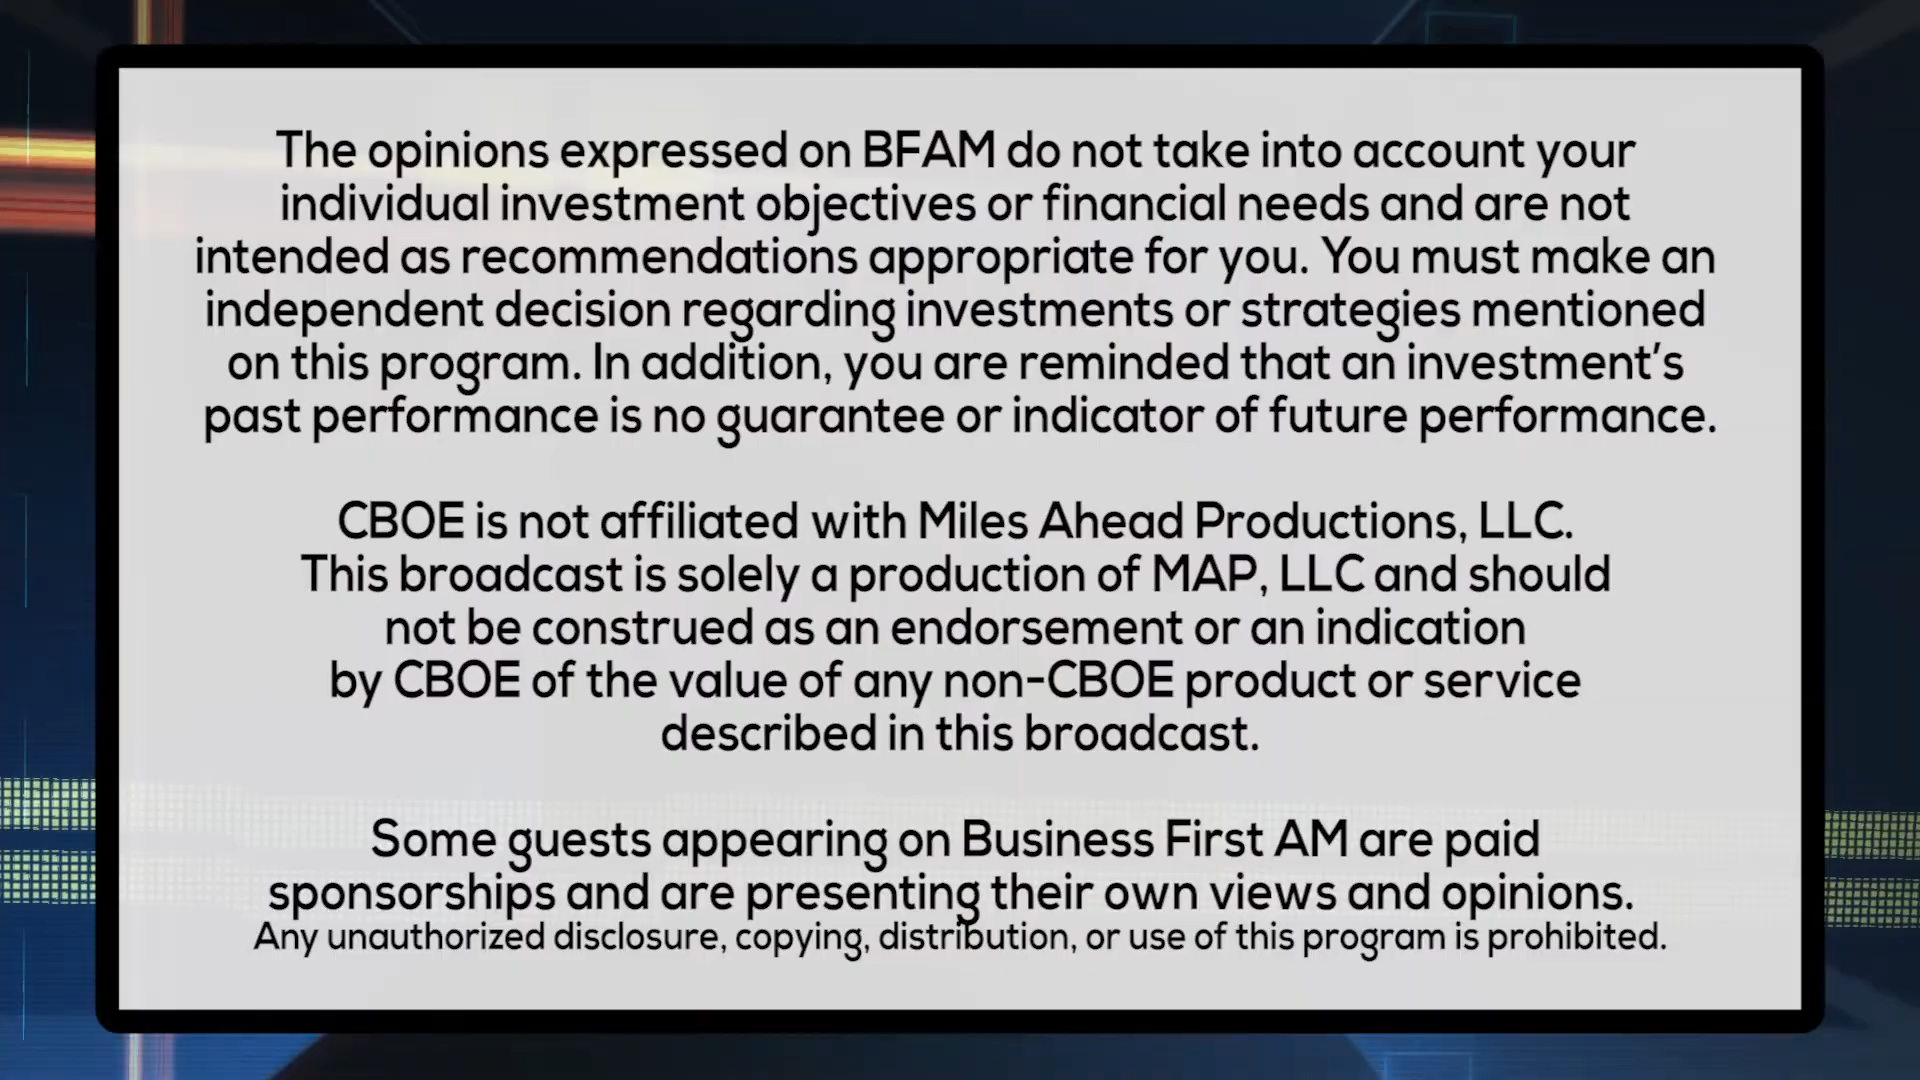 The opinions expressed on BFAM do not take into account your
individual investment objectives or financial needs and are not
intended as recommendations appropriate for you. You must make an
independent decision regarding investments or strategies mentioned
on this program. In addition, you are reminded that an investment's
past performance is no guarantee or indicator of future performance.
CBOE is not affiliated with Miles Ahead Productions, LLC.
This broadcast is solely a production of MAP, LLC and should
not be construed as an endorsement or an indication
by CBOE of the value of any non-CBOE product or service
described in this broadcast.
Some guests appearing on Business First AM are paid
sponsorships and are presenting their own views and opinions.
Any unauthorized disclosure, copying, distribution, or use of this program is prohibited.